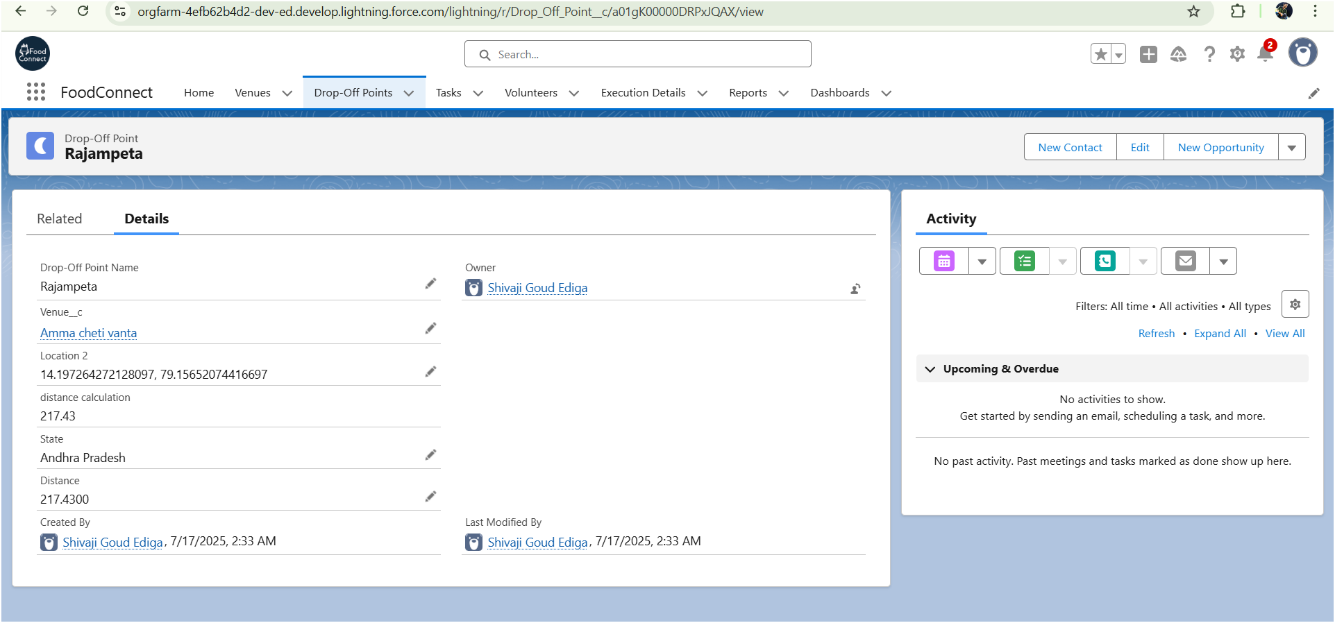 orgfarm-4efb62b4d2-dev-ed.develop.lightning.force.com/lightning/r/Drop_Off_Point__c/a01gK00000DRPxJQAX/view
Food
Connect
Search...
2
FoodConnect Home Venues Drop-Off Points Tasks Volunteers Execution Details Reports Dashboards
Drop-Off Point
Rajampeta
New Contact Edit New Opportunity
Related Details
Drop-Off Point Name
Rajampeta
Owner
Shivaji Goud Ediga
Venue__c
Amma cheti vanta
Location 2
14.197264272128097, 79.15652074416697
distance calculation
217.43
State
Andhra Pradesh
Distance
217.4300
Created By
Shivaji Goud Ediga, 7/17/2025, 2:33 AM
Last Modified By
Shivaji Goud Ediga, 7/17/2025, 2:33 AM
Activity
Filters: All time • All activities • All types
Refresh • Expand All • View All
Upcoming & Overdue
No activities to show.
Get started by sending an email, scheduling a task, and more.
No past activity. Past meetings and tasks marked as done show up here.